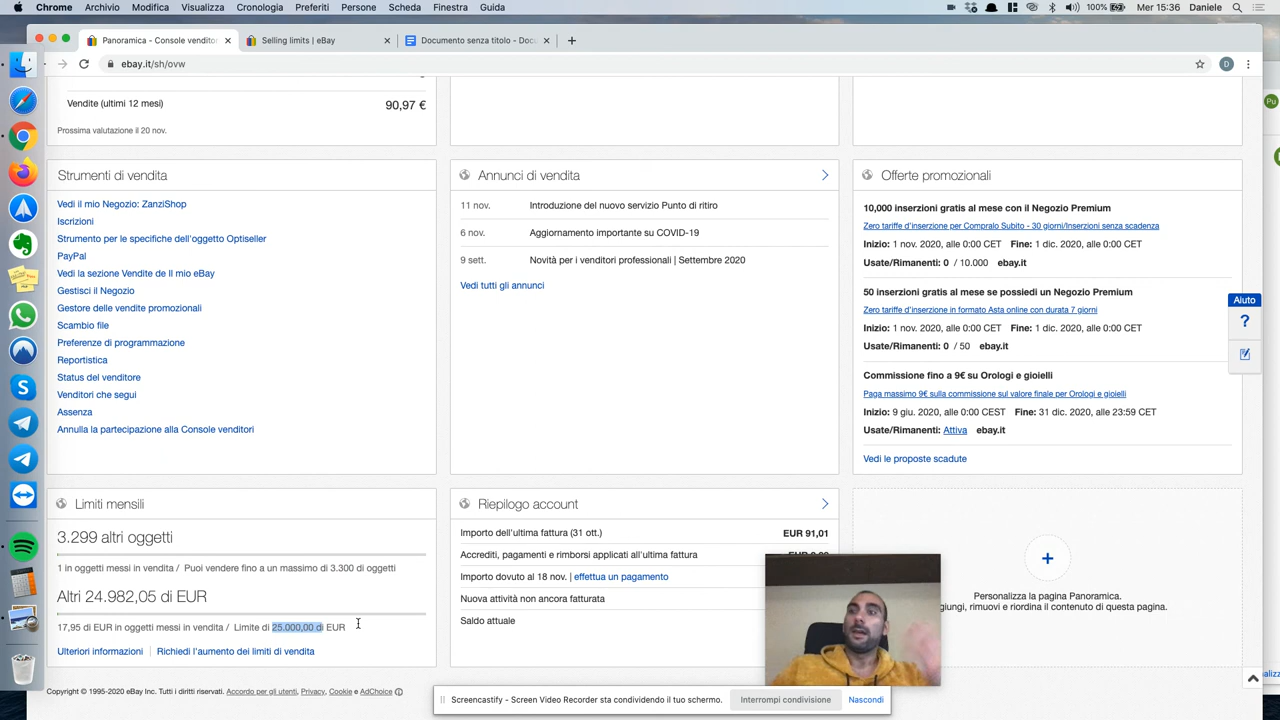 Chrome Archivio Modifica Visualizza Cronologia Preferiti Persone Scheda Finestra Guida 100% Mer 15:36 Daniele
Panoramica - Console venditor
Selling limits | eBay
Documento senza titolo - Docu
ebay.it/sh/ovw
D
Pu
Vendite (ultimi 12 mesi) 90,97 €
Prossima valutazione il 20 nov.
Strumenti di vendita
Vedi il mio Negozio: ZanziShop
Iscrizioni
Strumento per le specifiche dell'oggetto Optiseller
PayPal
Vedi la sezione Vendite de Il mio eBay
Gestisci il Negozio
Gestore delle vendite promozionali
Scambio file
Preferenze di programmazione
Reportistica
Status del venditore
Venditori che segui
Assenza
Annulla la partecipazione alla Console venditori
Annunci di vendita
11 nov. Introduzione del nuovo servizio Punto di ritiro
6 nov. Aggiornamento importante su COVID-19
9 sett. Novità per i venditori professionali | Settembre 2020
Vedi tutti gli annunci
Offerte promozionali
10,000 inserzioni gratis al mese con il Negozio Premium
Zero tariffe d'inserzione per Compralo Subito - 30 giorni/Inserzioni senza scadenza
Inizio: 1 nov. 2020, alle 0:00 CET Fine: 1 dic. 2020, alle 0:00 CET
Usate/Rimanenti: 0 / 10.000 ebay.it
50 inserzioni gratis al mese se possiedi un Negozio Premium
Zero tariffe d'inserzione in formato Asta online con durata 7 giorni
Inizio: 1 nov. 2020, alle 0:00 CET Fine: 1 dic. 2020, alle 0:00 CET
Usate/Rimanenti: 0 / 50 ebay.it
Commissione fino a 9€ su Orologi e gioielli
Paga massimo 9€ sulla commissione sul valore finale per Orologi e gioielli
Inizio: 9 giu. 2020, alle 0:00 CEST Fine: 31 dic. 2020, alle 23:59 CET
Usate/Rimanenti: Attiva ebay.it
Vedi le proposte scadute
Aiuto
?
Limiti mensili
3.299 altri oggetti
1 in oggetti messi in vendita / Puoi vendere fino a un massimo di 3.300 di oggetti
Altri 24.982,05 di EUR
17,95 di EUR in oggetti messi in vendita / Limite di 25.000,00 di EUR
Ulteriori informazioni | Richiedi l'aumento dei limiti di vendita
Riepilogo account
Importo dell'ultima fattura (31 ott.) EUR 91,01
Accrediti, pagamenti e rimborsi applicati all'ultima fattura
Importo dovuto al 18 nov. | effettua un pagamento
Nuova attività non ancora fatturata
Saldo attuale
Personalizza la pagina Panoramica.
giungi, rimuovi e riordina il contenuto di questa pagina.
Copyright © 1995-2020 eBay Inc. Tutti i diritti riservati. Accordo per gli utenti, Privacy, Cookie e AdChoice
Screencastify - Screen Video Recorder sta condividendo il tuo schermo. Interrompi condivisione Nascondi